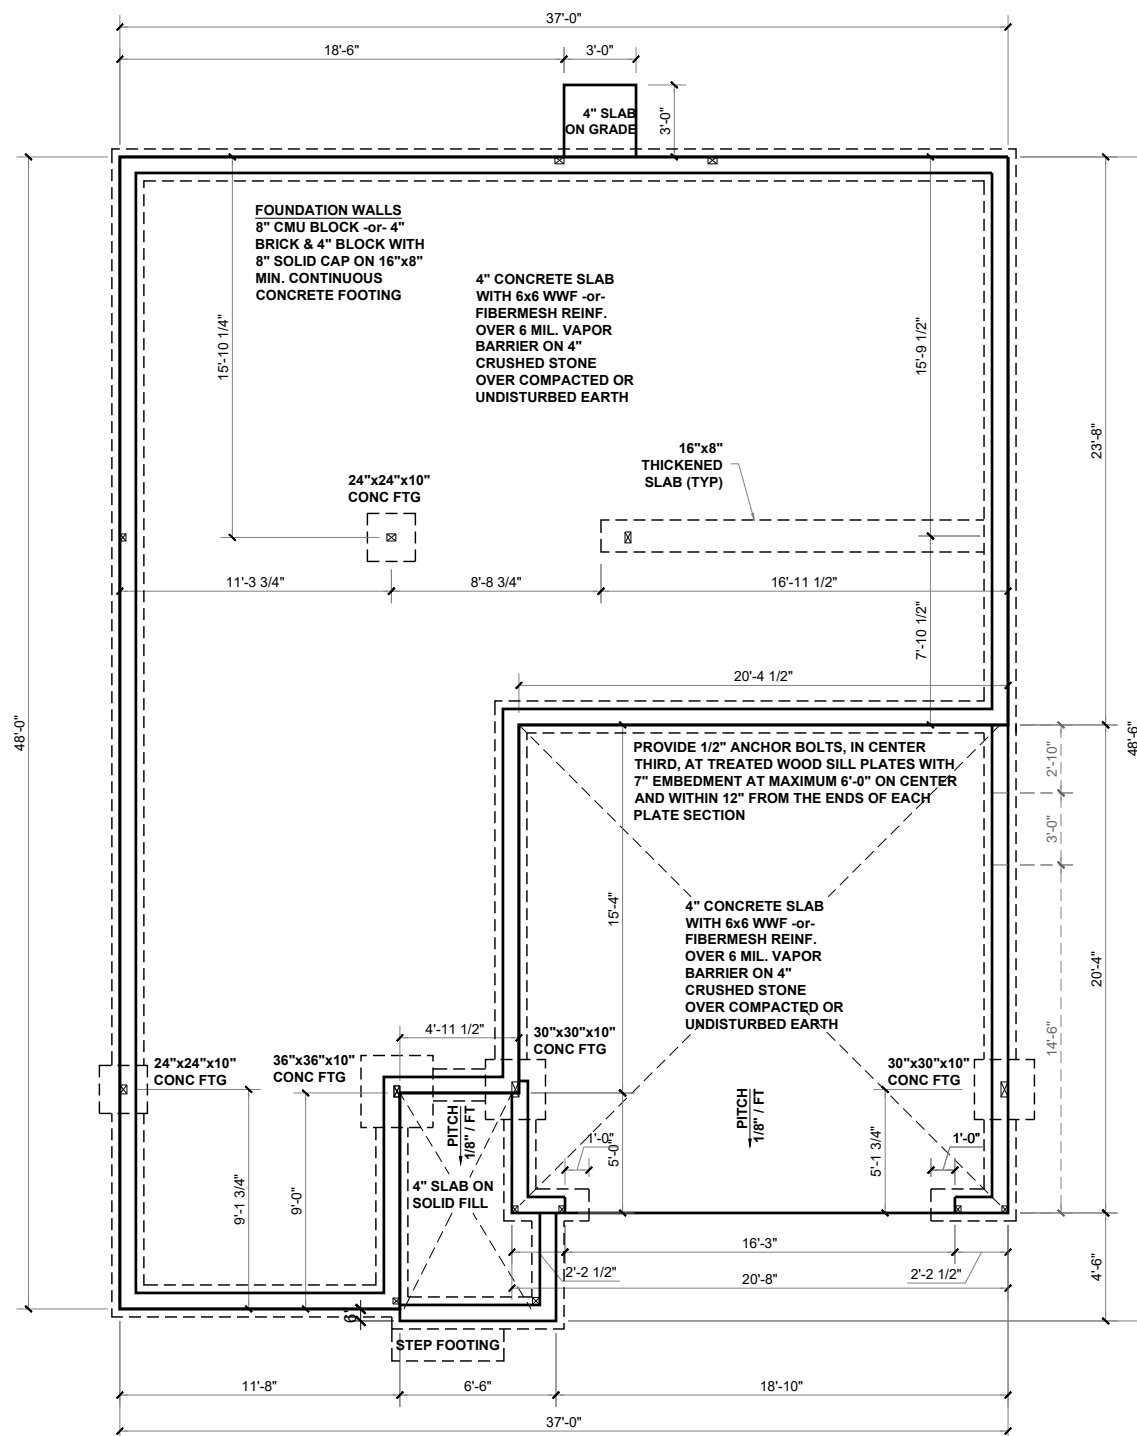 37'-0"
18'-6"
3'-0"
4" SLAB
ON GRADE
3'-0"
FOUNDATION WALLS
8" CMU BLOCK -or- 4"
BRICK & 4" BLOCK WITH
8" SOLID CAP ON 16"x8"
MIN. CONTINUOUS
CONCRETE FOOTING
4" CONCRETE SLAB
WITH 6x6 WWF -or-
FIBERMESH REINF.
OVER 6 MIL. VAPOR
BARRIER ON 4"
CRUSHED STONE
OVER COMPACTED OR
UNDISTURBED EARTH
15'-10 1/4"
15'-9 1/2"
23'-8"
16"x8"
THICKENED
SLAB (TYP)
24"x24"x10"
CONC FTG
11'-3 3/4"
8'-8 3/4"
16'-11 1/2"
7'-10 1/2"
20'-4 1/2"
48'-0"
48'-6"
PROVIDE 1/2" ANCHOR BOLTS, IN CENTER
THIRD, AT TREATED WOOD SILL PLATES WITH
7" EMBEDMENT AT MAXIMUM 6'-0" ON CENTER
AND WITHIN 12" FROM THE ENDS OF EACH
PLATE SECTION
2'-10"
3'-0"
15'-4"
4" CONCRETE SLAB
WITH 6x6 WWF -or-
FIBERMESH REINF.
OVER 6 MIL. VAPOR
BARRIER ON 4"
CRUSHED STONE
OVER COMPACTED OR
UNDISTURBED EARTH
20'-4"
14'-6"
4'-11 1/2"
30"x30"x10"
CONC FTG
24"x24"x10"
CONC FTG
36"x36"x10"
CONC FTG
30"x30"x10"
CONC FTG
PITCH
1/8" / FT
PITCH
1/8" / FT
1'-0"
5'-0"
5'-1 3/4"
1'-0"
4" SLAB ON
SOLID FILL
9'-1 3/4"
9'-0"
16'-3"
2'-2 1/2"
2'-2 1/2"
20'-8"
4'-6"
6"
STEP FOOTING
11'-8"
6'-6"
18'-10"
37'-0"